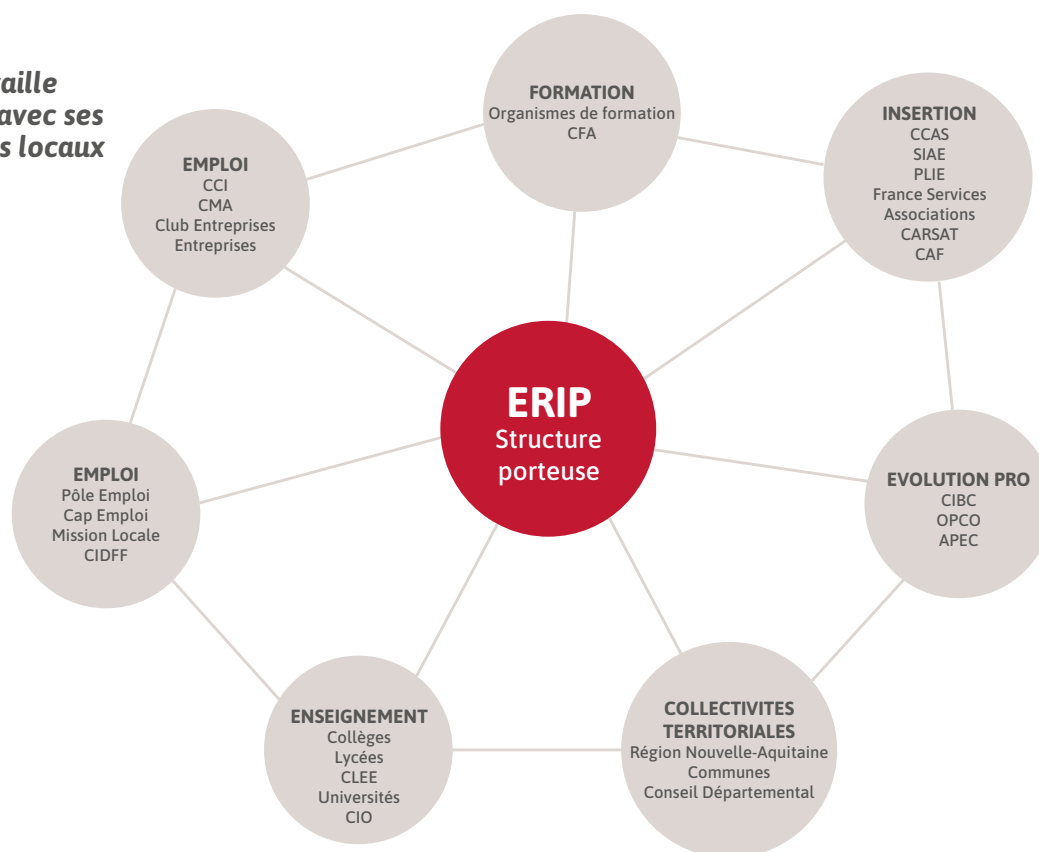 aille
avec ses
s locaux
FORMATION
Organismes de formation
CFA
INSERTION
CCAS
SIAE
PLIE
France Services
Associations
CARSAT
CAF
EMPLOI
CCI
CMA
Club Entreprises
Entreprises
ERIP
Structure
porteuse
EMPLOI
Pôle Emploi
Cap Emploi
Mission Locale
CIDFF
EVOLUTION PRO
CIBC
OPCO
APEC
ENSEIGNEMENT
Collèges
Lycées
CLEE
Universités
CIO
COLLECTIVITES
TERRITORIALES
Région Nouvelle-Aquitaine
Communes
Conseil Départemental